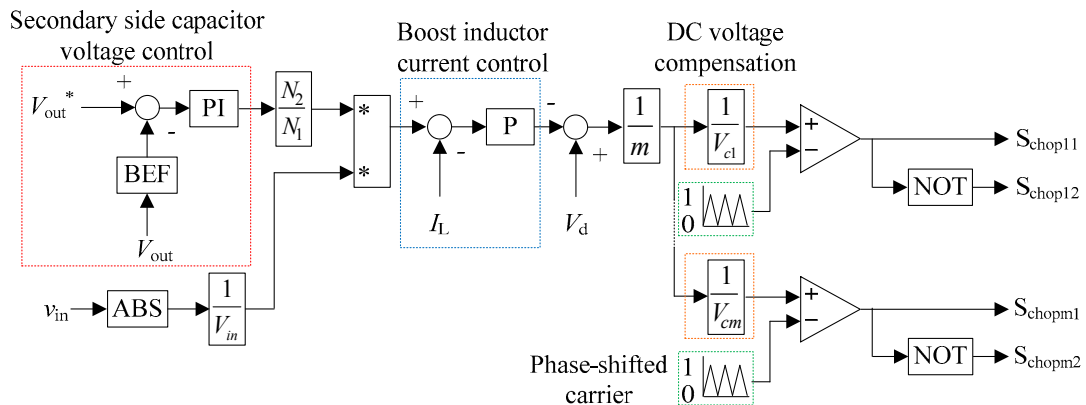 Secondary side capacitor
voltage control
Boost inductor
current control
DC voltage
compensation
Vout*
+
-
PI
N2
N1
*
*
+
-
P
-
+
1
m
1
Vc1
+
−
Schop11
BEF
NOT
Schop12
1
0
Vout
IL
Vd
vin
ABS
1
Vin
1
Vcm
+
−
Schopm1
NOT
Schopm2
Phase-shifted
carrier
1
0